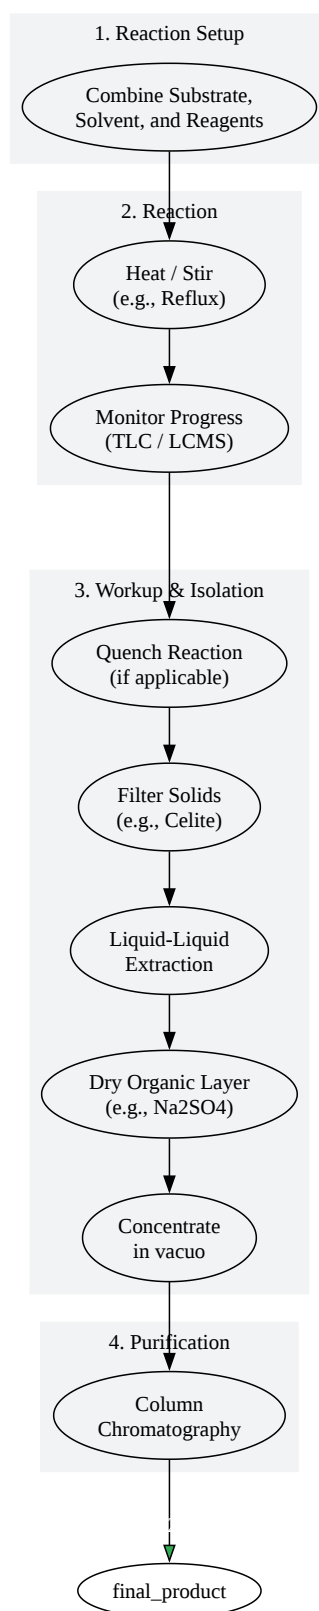 1. Reaction Setup
Combine Substrate,
Solvent, and Reagents
2. Reaction
Heat / Stir
(e.g., Reflux)
Monitor Progress
(TLC / LCMS)
3. Workup & Isolation
Quench Reaction
(if applicable)
Filter Solids
(e.g., Celite)
Liquid-Liquid
Extraction
Dry Organic Layer
(e.g., Na2SO4)
Concentrate
in vacuo
4. Purification
Column
Chromatography
final_product